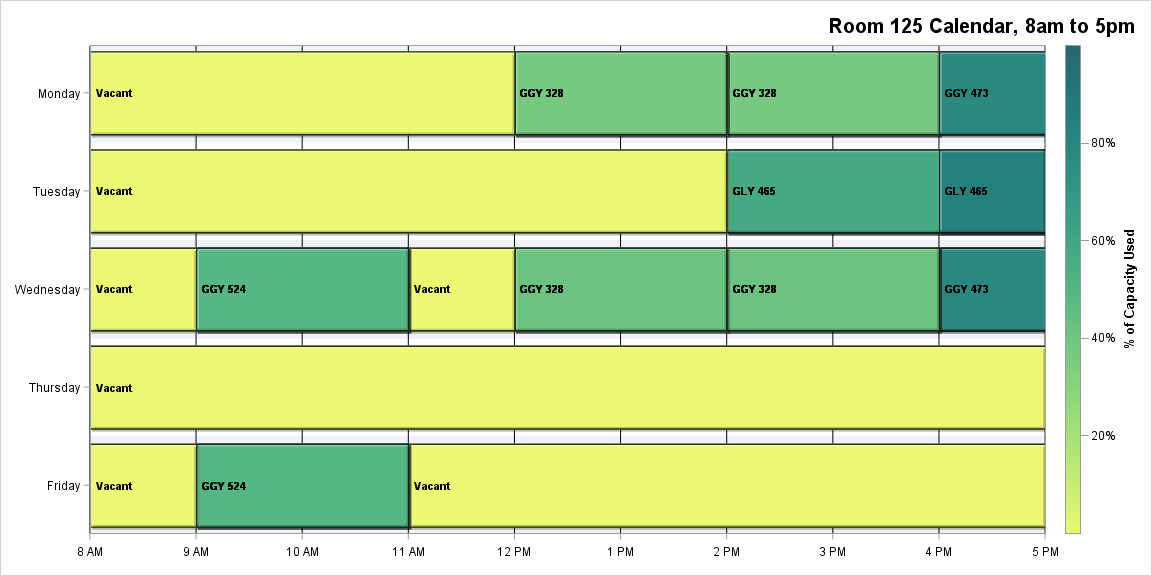 Room 125 Calendar, 8am to 5pm
Monday
Vacant
GGY 328
GGY 328
GGY 473
Tuesday
Vacant
GLY 465
GLY 465
Wednesday
Vacant
GGY 524
Vacant
GGY 328
GGY 328
GGY 473
Thursday
Vacant
Friday
Vacant
GGY 524
Vacant
8 AM
9 AM
10 AM
11 AM
12 PM
1 PM
2 PM
3 PM
4 PM
5 PM
80%
60%
40%
20%
% of Capacity Used